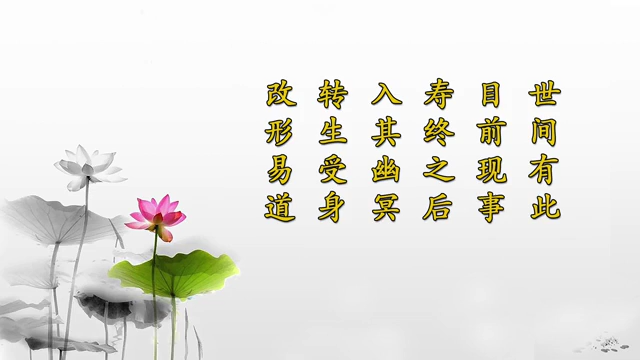 世间有此
目前现事
寿终之后
入其幽冥
转生受身
改形易道